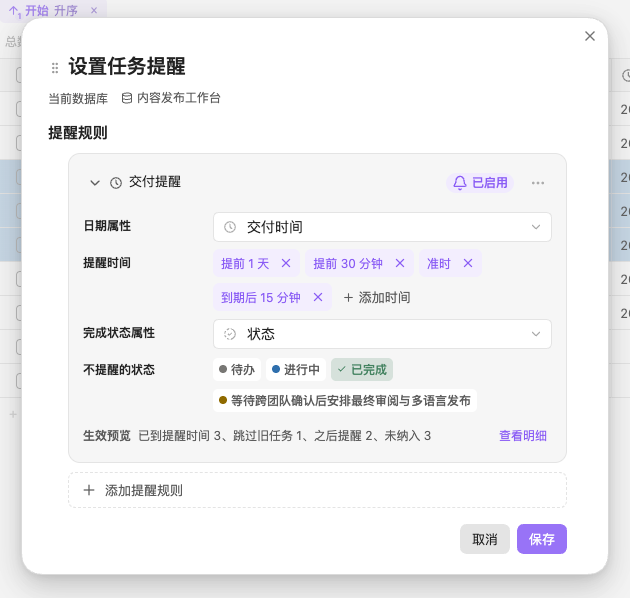 开始 升序
设置任务提醒
当前数据库 内容发布工作台
提醒规则
交付提醒 已启用
日期属性 交付时间
提醒时间 提前 1 天 提前 30 分钟 准时
到期后 15 分钟 添加时间
完成状态属性 状态
不提醒的状态 待办 进行中 已完成
等待跨团队确认后安排最终审阅与多语言发布
生效预览 已到提醒时间 3、跳过旧任务 1、之后提醒 2、未纳入 3 查看明细
添加提醒规则
取消 保存